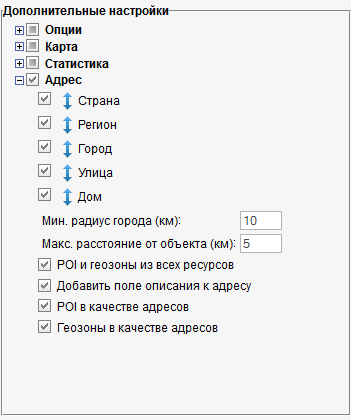 Дополнительные настройки
Опции
Карта
Статистика
Адрес
Страна
Регион
Город
Улица
Дом
Мин. радиус города (км): 10
Макс. расстояние от объекта (км): 5
POI и геозоны из всех ресурсов
Добавить поле описания к адресу
POI в качестве адресов
Геозоны в качестве адресов